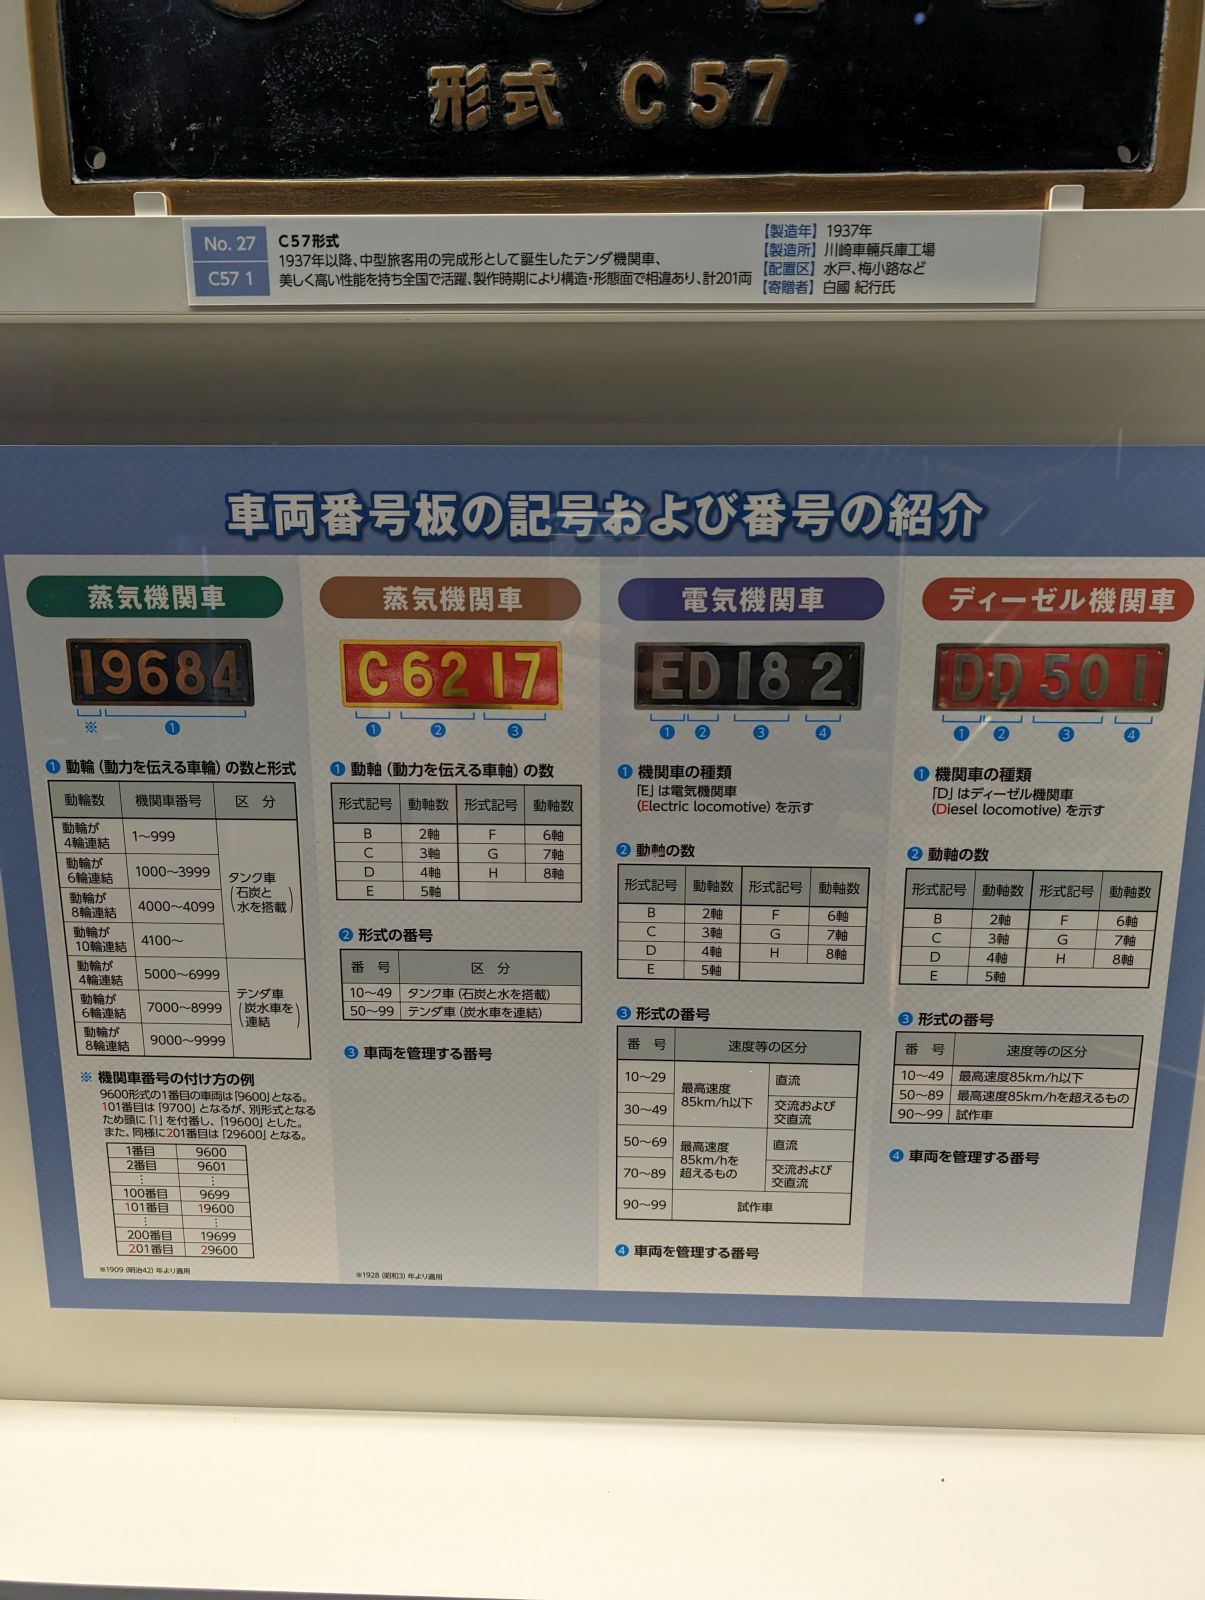 形式 C57
No. 27
C57 1
C57形式
1937年以降、中型旅客用の完成形として誕生したテンダ機関車、
美しく高い性能を持ち全国で活躍、製作時期により構造・形態面で相違あり、計201両
【製造年】 1937年
【製造所】 川崎車輛兵庫工場
【配置区】 水戸、梅小路など
【寄贈者】 白國 紀行氏
車両番号板の記号および番号の紹介
蒸気機関車
19684
※ 1
1 動輪（動力を伝える車輪）の数と形式
動輪数 機関車番号 区 分
動輪が
4輪連結 1～999
動輪が
6輪連結 1000～3999
動輪が
8輪連結 4000～4099
動輪が
10輪連結 4100～
タンク車
(石炭と
水を搭載)
動輪が
4輪連結 5000～6999
動輪が
6輪連結 7000～8999
動輪が
8輪連結 9000～9999
テンダ車
(炭水車を
連結)
※ 機関車番号の付け方の例
9600形式の1番目の車両は「9600」となる。
101番目は「9700」となるが、別形式となる
ため頭に「1」を付番し、「19600」とした。
また、同様に201番目は「29600」となる。
1番目 9600
2番目 9601
⋮ ⋮
100番目 9699
101番目 19600
⋮ ⋮
200番目 19699
201番目 29600
※1909（明治42）年より適用
蒸気機関車
C62 17
1 2 3
1 動軸（動力を伝える車軸）の数
形式記号 動軸数 形式記号 動軸数
B 2軸 F 6軸
C 3軸 G 7軸
D 4軸 H 8軸
E 5軸
2 形式の番号
番 号 区 分
10～49 タンク車（石炭と水を搭載）
50～99 テンダ車（炭水車を連結）
3 車両を管理する番号
※1928（昭和3）年より適用
電気機関車
ED18 2
1 2 3 4
1 機関車の種類
「E」は電気機関車
（Electric locomotive）を示す
2 動軸の数
形式記号 動軸数 形式記号 動軸数
B 2軸 F 6軸
C 3軸 G 7軸
D 4軸 H 8軸
E 5軸
3 形式の番号
番 号 速度等の区分
10～29 最高速度85km/h以下 直流
30～49 交流および交直流
50～69 最高速度85km/hを超えるもの 直流
70～89 交流および交直流
90～99 試作車
4 車両を管理する番号
ディーゼル機関車
DD 50 1
1 2 3 4
1 機関車の種類
「D」はディーゼル機関車
（Diesel locomotive）を示す
2 動軸の数
形式記号 動軸数 形式記号 動軸数
B 2軸 F 6軸
C 3軸 G 7軸
D 4軸 H 8軸
E 5軸
3 形式の番号
番 号 速度等の区分
10～49 最高速度85km/h以下
50～89 最高速度85km/hを超えるもの
90～99 試作車
4 車両を管理する番号